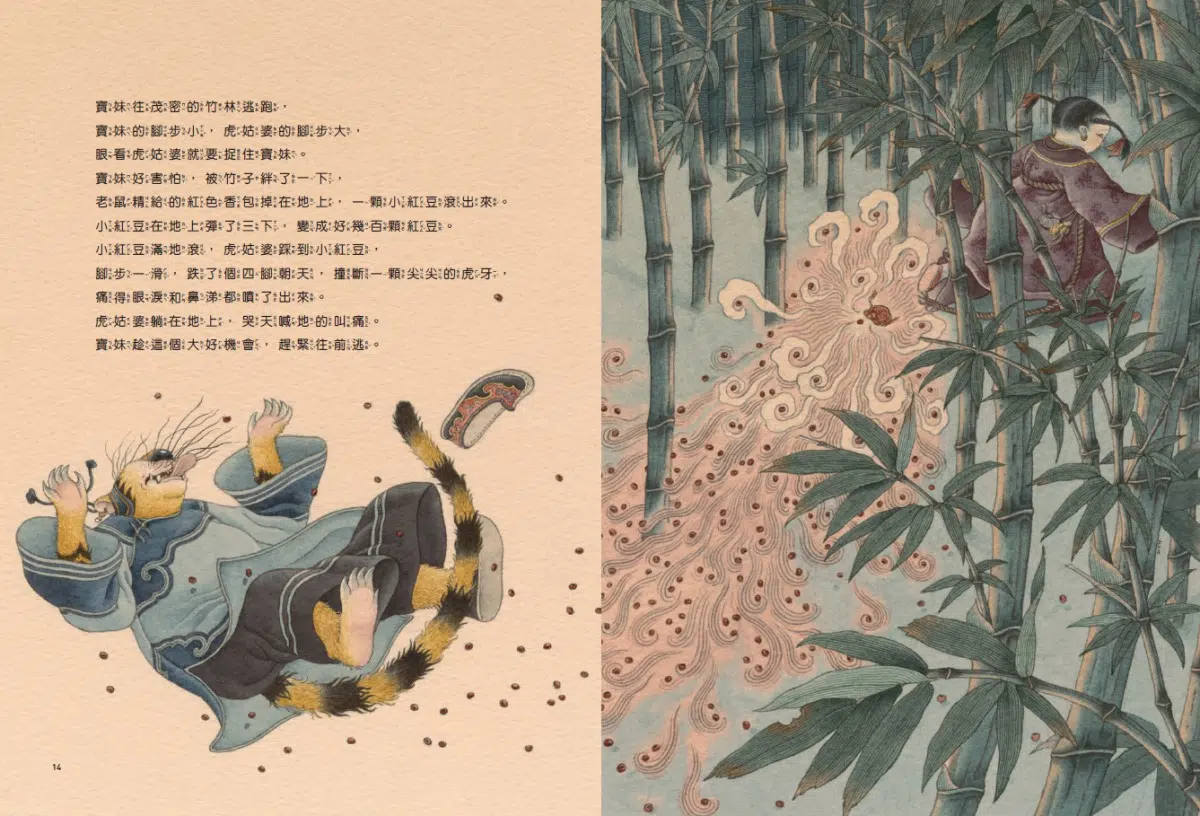 寶妹往茂密的竹林逃跑，
寶妹的腳步小，虎姑婆的腳步大，
眼看虎姑婆就要捉住寶妹。
寶妹好害怕，被竹子絆了一下，
老鼠精給的紅色香包掉在地上，一顆小紅豆滾出來。
小紅豆在地上彈了三下，變成好幾百顆紅豆。
小紅豆滿地滾，虎姑婆踩到小紅豆，
腳步一滑，跌了個四腳朝天，撞斷一顆尖尖的虎牙，
痛得眼淚和鼻涕都噴了出來。
虎姑婆躺在地上，哭天喊地的叫痛。
寶妹趁這個大好機會，趕緊往前逃。
14